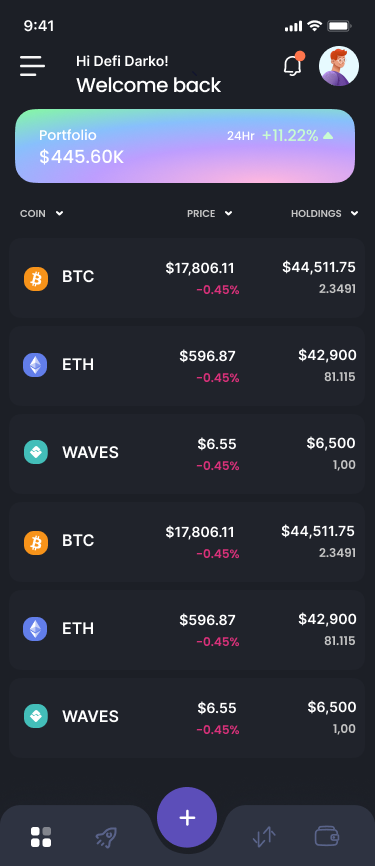 9:41
Hi Defi Darko!
Welcome back
Portfolio 24Hr +11.22%
$445.60K
COIN PRICE HOLDINGS
BTC $17,806.11 $44,511.75
-0.45% 2.3491
ETH $596.87 $42,900
-0.45% 81.115
WAVES $6.55 $6,500
-0.45% 1,00
BTC $17,806.11 $44,511.75
-0.45% 2.3491
ETH $596.87 $42,900
-0.45% 81.115
WAVES $6.55 $6,500
-0.45% 1,00